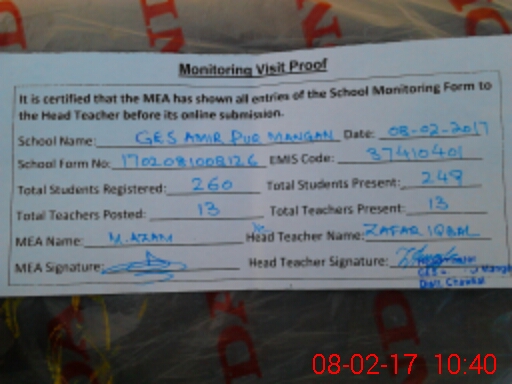 Monitoring Visit Proof
It is certified that the MEA has shown all entries of the School Monitoring Form to
the Head Teacher before its online submission.
School Name: GES AMIR PUR MANGAN Date: 08-02-2017
School Form No: 1702081008126 EMIS Code: 37410401
Total Students Registered: 260 Total Students Present: 249
Total Teachers Posted: 13 Total Teachers Present: 13
MEA Name: M.AZAM Head Teacher Name: ZAFAR IQBAL
MEA Signature: Head Teacher Signature:
GES
Distt. Chakwal
08-02-17 10:40